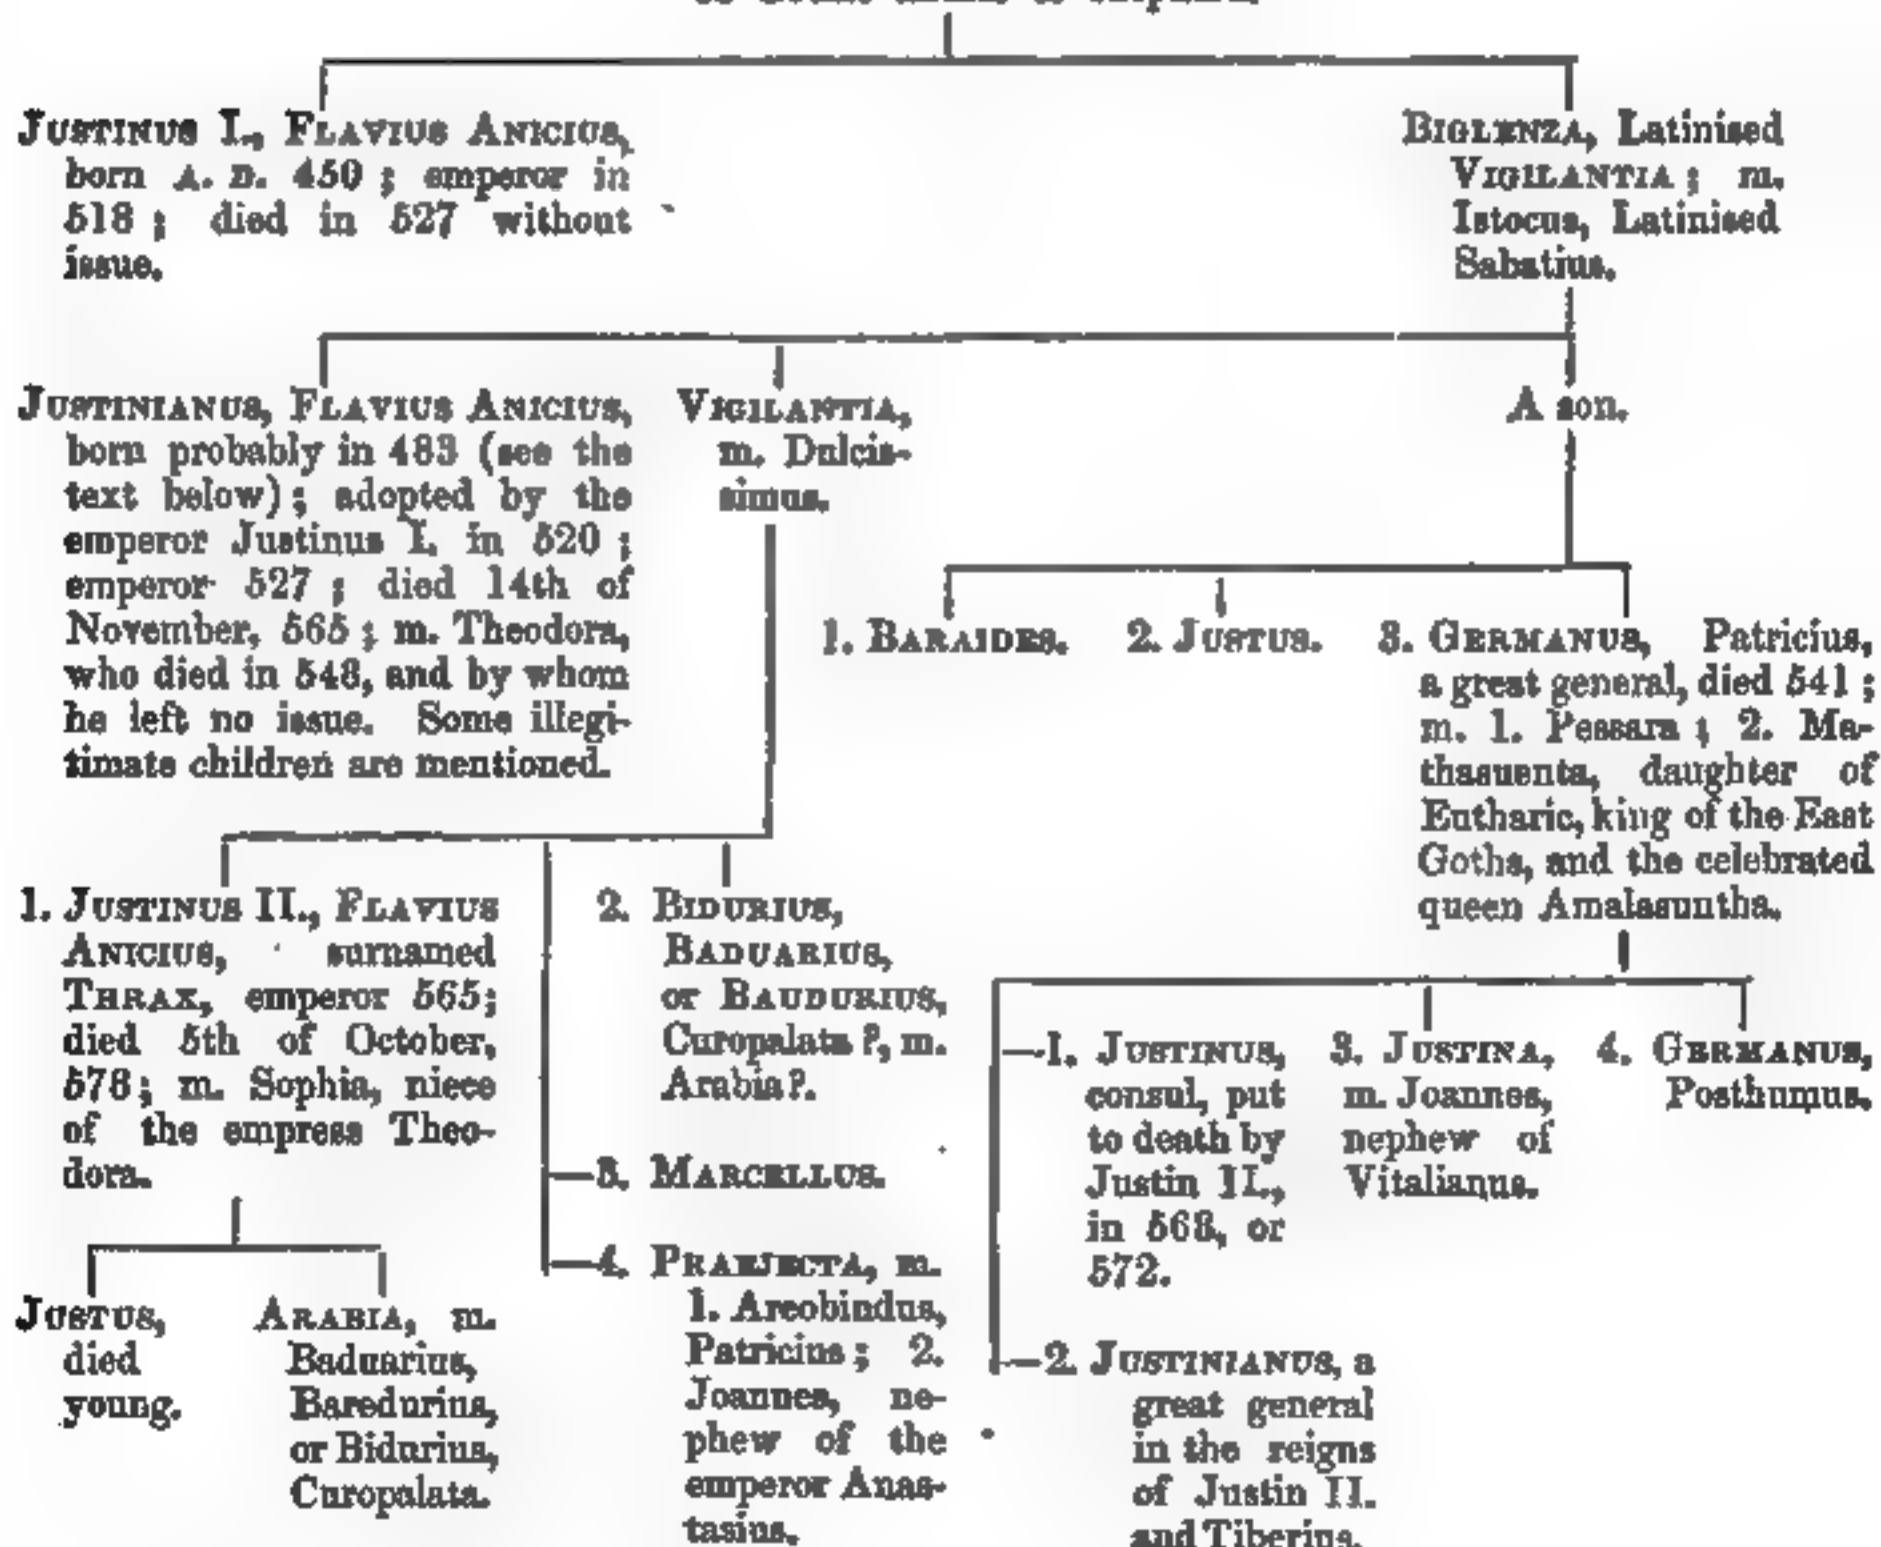 JUSTINUS I., FLAVIUS ANICIUS,
born A. D. 450 ; emperor in
518 ; died in 527 without
issue.
BIGLENZA, Latinised
VIGILANTIA ; m.
Istocus, Latinised
Sabatius.
JUSTINIANUS, FLAVIUS ANICIUS,
born probably in 483 (see the
text below) ; adopted by the
emperor Justinus I. in 520 ;
emperor 527 ; died 14th of
November, 565 ; m. Theodora,
who died in 548, and by whom
he left no issue. Some illegi-
timate children are mentioned.
VIGILANTIA,
m. Dulcis-
simus.
A son.
1. BARAIDES.
2. JUSTUS.
3. GERMANUS, Patricius,
a great general, died 541 ;
m. 1. Passara ; 2. Ma-
thasuenta, daughter of
Eutharic, king of the East
Goths, and the celebrated
queen Amalasuntha.
1. JUSTINUS II., FLAVIUS
ANICIUS, surnamed
THRAX, emperor 565;
died 5th of October,
578; m. Sophia, niece
of the empress Theo-
dora.
2. BIDURIUS,
BADUARIUS,
or BAUDURIUS,
Curopalata ?, m.
Arabia ?.
3. MARCELLUS.
4. PRAEJECTA, m.
1. Areobindus,
Patricius ; 2.
Joannes, ne-
phew of the
emperor Anas-
tasius.
JUSTUS,
died
young.
ARABIA, m.
Baduarius,
Baredurius,
or Bidurius,
Curopalata.
1. JUSTINUS,
consul, put
to death by
Justin II.,
in 568, or
572.
2. JUSTINIANUS, a
great general
in the reigns
of Justin II.
and Tiberius.
3. JUSTINA,
m. Joannes,
nephew of
Vitalianus.
4. GERMANUS,
Posthumus.